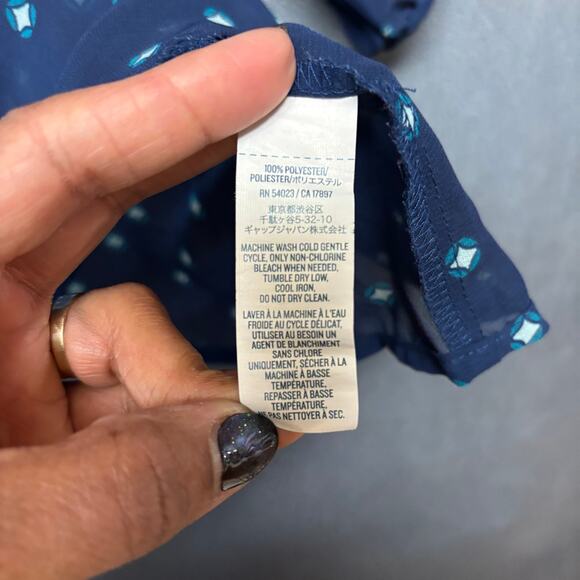 100% POLYESTER/
POLIESTER/ポリエステル
RN 54023 / CA 17897
東京都渋谷区
千駄ヶ谷5-32-10
ギャップジャパン株式会社
MACHINE WASH COLD GENTLE
CYCLE, ONLY NON-CHLORINE
BLEACH WHEN NEEDED,
TUMBLE DRY LOW,
COOL IRON,
DO NOT DRY CLEAN.
LAVER À LA MACHINE À L'EAU
FROIDE AU CYCLE DÉLICAT,
UTILISER AU BESOIN UN
AGENT DE BLANCHIMENT
SANS CHLORE
UNIQUEMENT, SÉCHER À LA
MACHINE À BASSE
TEMPÉRATURE,
REPASSER À BASSE
TEMPÉRATURE,
NE PAS NETTOYER À SEC.